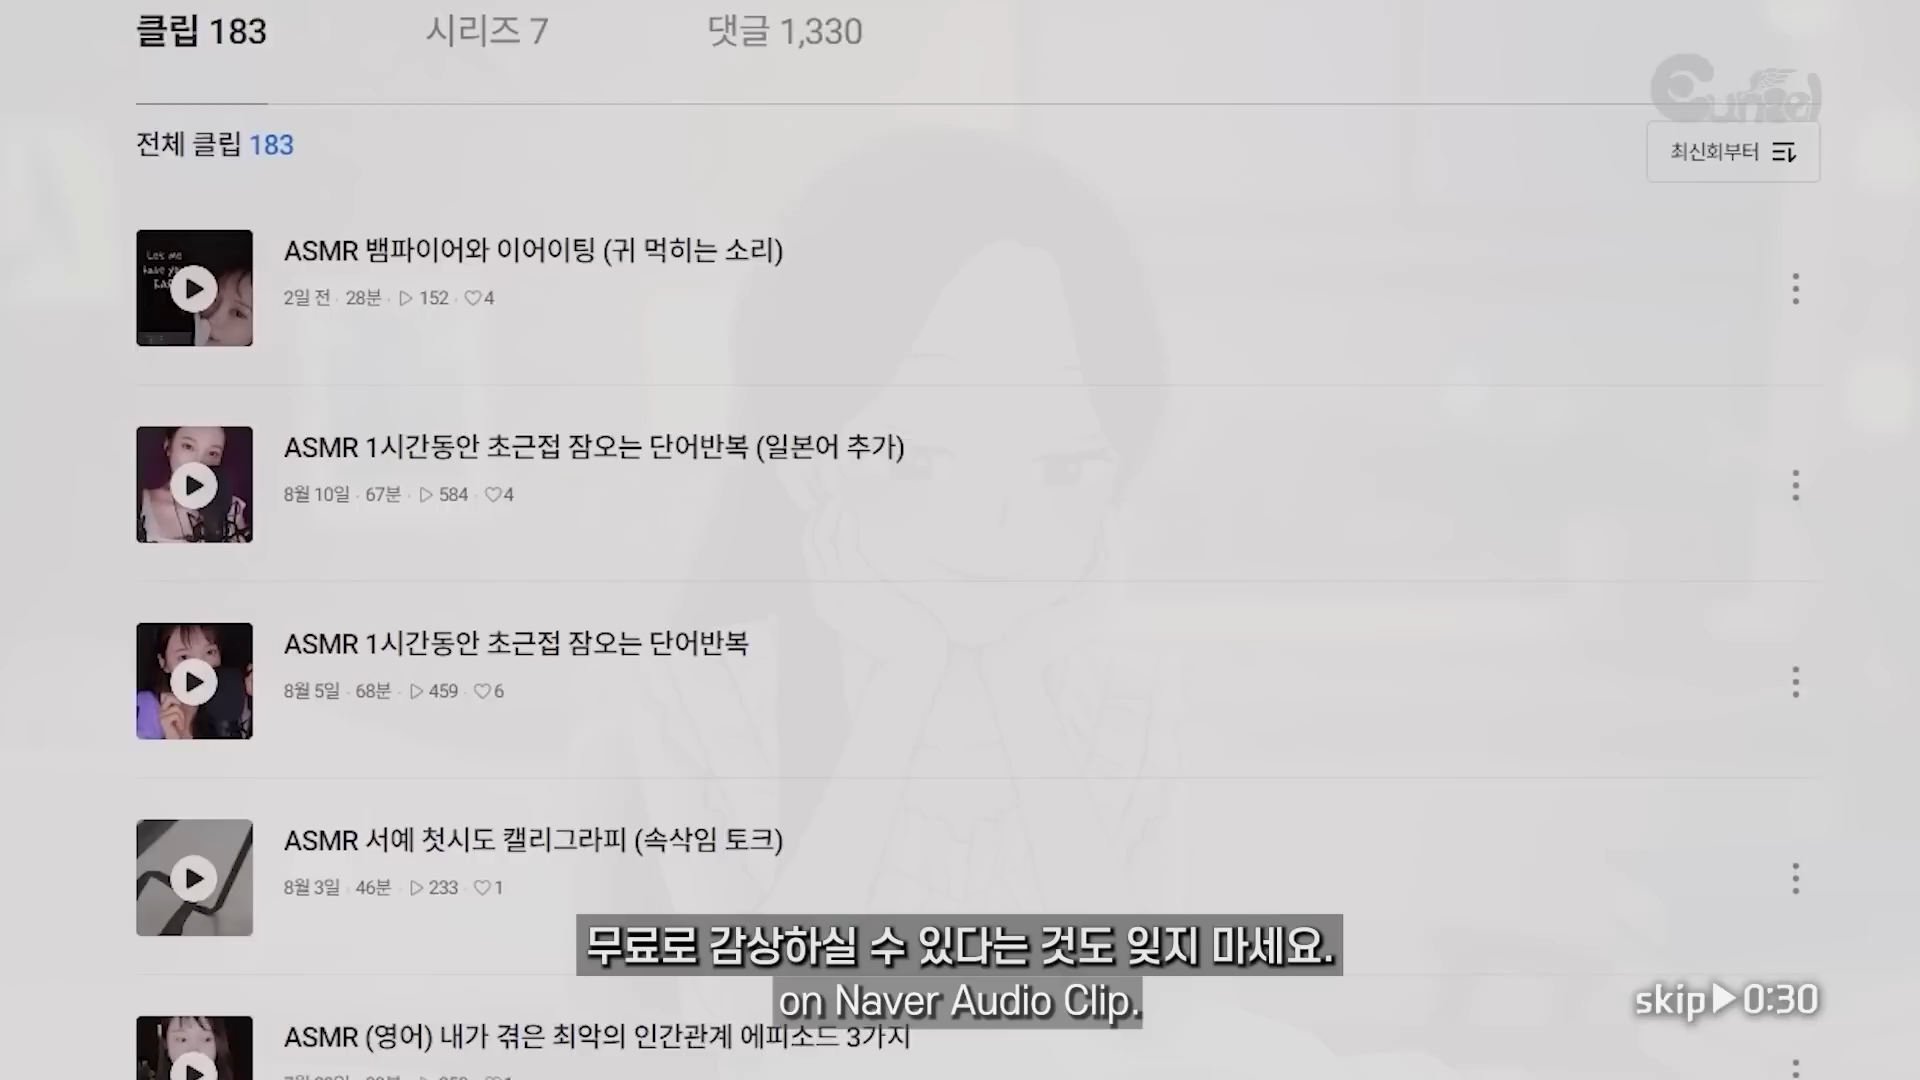 클립 183
시리즈 7
댓글 1,330
Eunzel
전체 클립 183
최신회부터
Let me
ASMR 뱀파이어와 이어이팅 (귀 먹히는 소리)
2일 전 · 28분 · 152 · 4
ASMR 1시간동안 초근접 잠오는 단어반복 (일본어 추가)
8월 10일 · 67분 · 584 · 4
ASMR 1시간동안 초근접 잠오는 단어반복
8월 5일 · 68분 · 459 · 6
ASMR 서예 첫시도 캘리그라피 (속삭임 토크)
8월 3일 · 46분 · 233 · 1
무료로 감상하실 수 있다는 것도 잊지 마세요.
on Naver Audio Clip.
skip▶0:30
ASMR (영어) 내가 겪은 최악의 인간관계 에피소드 3가지